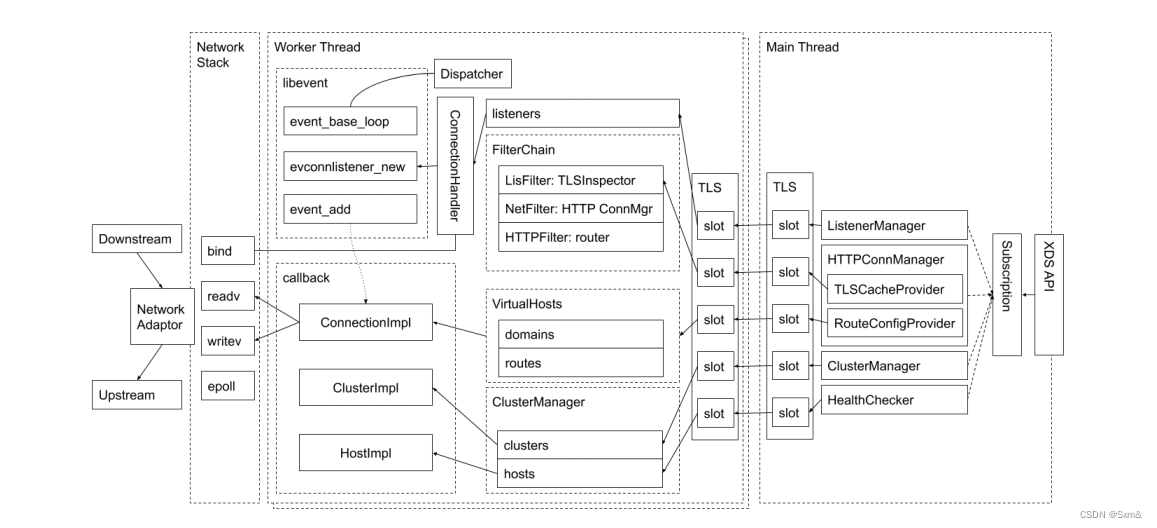 Network
Stack
Worker Thread
Main Thread
libevent
Dispatcher
event_base_loop
evconnlistener_new
event_add
ConnectionHandler
listeners
FilterChain
LisFilter: TLSInspector
NetFilter: HTTP ConnMgr
HTTPFilter: router
TLS
slot
slot
slot
slot
slot
TLS
slot
slot
slot
slot
slot
ListenerManager
HTTPConnManager
TLSCacheProvider
RouteConfigProvider
ClusterManager
HealthChecker
Subscription
XDS API
Downstream
Network
Adaptor
Upstream
bind
readv
writev
epoll
callback
ConnectionImpl
ClusterImpl
HostImpl
VirtualHosts
domains
routes
ClusterManager
clusters
hosts
CSDN @Sxm&